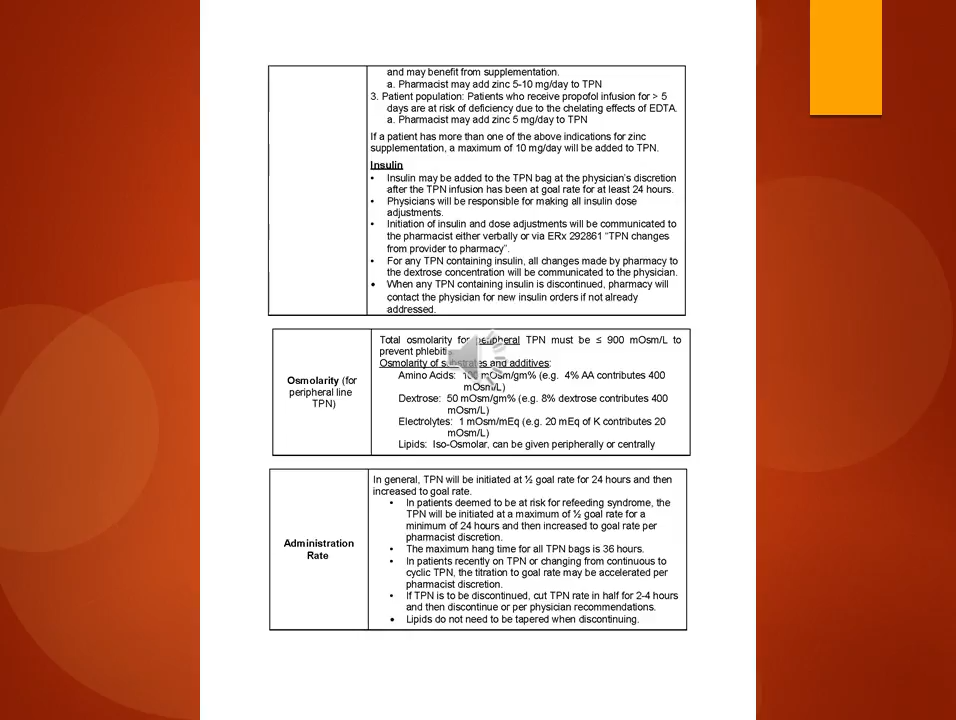 and may benefit from supplementation.
a. Pharmacist may add zinc 5-10 mg/day to TPN
3. Patient population: Patients who receive propofol infusion for > 5
days are at risk of deficiency due to the chelating effects of EDTA.
a. Pharmacist may add zinc 5 mg/day to TPN
If a patient has more than one of the above indications for zinc
supplementation, a maximum of 10 mg/day will be added to TPN.
Insulin
• Insulin may be added to the TPN bag at the physician's discretion
after the TPN infusion has been at goal rate for at least 24 hours.
• Physicians will be responsible for making all insulin dose
adjustments.
• Initiation of insulin and dose adjustments will be communicated to
the pharmacist either verbally or via ERx 292861 “TPN changes
from provider to pharmacy”.
• For any TPN containing insulin, all changes made by pharmacy to
the dextrose concentration will be communicated to the physician.
• When any TPN containing insulin is discontinued, pharmacy will
contact the physician for new insulin orders if not already
addressed.
Osmolarity (for
peripheral line
TPN)
Total osmolarity for peripheral TPN must be ≤ 900 mOsm/L to
prevent phlebitis
Osmolarity of substrates and additives:
Amino Acids: 100 mOsm/gm% (e.g. 4% AA contributes 400
mOsm/L)
Dextrose: 50 mOsm/gm% (e.g. 8% dextrose contributes 400
mOsm/L)
Electrolytes: 1 mOsm/mEq (e.g. 20 mEq of K contributes 20
mOsm/L)
Lipids: Iso-Osmolar, can be given peripherally or centrally
Administration
Rate
In general, TPN will be initiated at ½ goal rate for 24 hours and then
increased to goal rate.
• In patients deemed to be at risk for refeeding syndrome, the
TPN will be initiated at a maximum of ½ goal rate for a
minimum of 24 hours and then increased to goal rate per
pharmacist discretion.
• The maximum hang time for all TPN bags is 36 hours.
• In patients recently on TPN or changing from continuous to
cyclic TPN, the titration to goal rate may be accelerated per
pharmacist discretion.
• If TPN is to be discontinued, cut TPN rate in half for 2-4 hours
and then discontinue or per physician recommendations.
• Lipids do not need to be tapered when discontinuing.